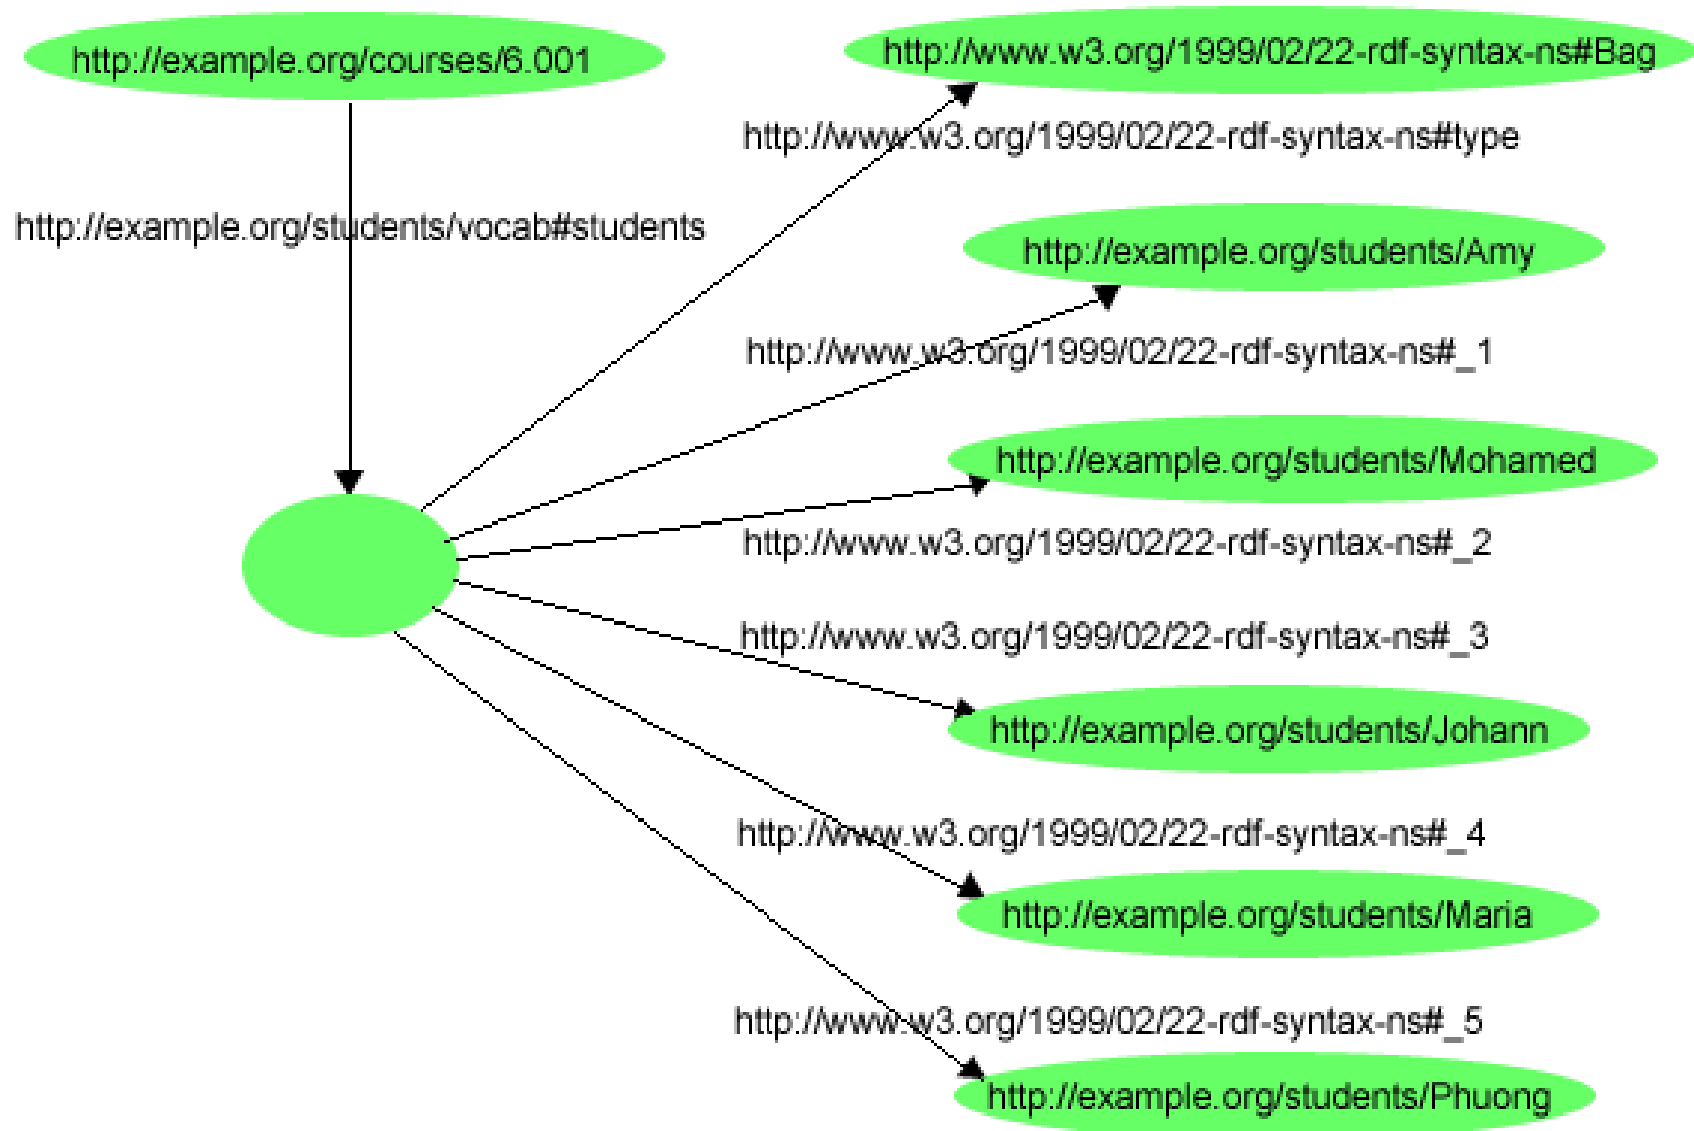 http://example.org/courses/6.001
http://www.w3.org/1999/02/22-rdf-syntax-ns#Bag
http://www.w3.org/1999/02/22-rdf-syntax-ns#type
http://example.org/students/vocab#students
http://example.org/students/Amy
http://www.w3.org/1999/02/22-rdf-syntax-ns#_1
http://example.org/students/Mohamed
http://www.w3.org/1999/02/22-rdf-syntax-ns#_2
http://www.w3.org/1999/02/22-rdf-syntax-ns#_3
http://example.org/students/Johann
http://www.w3.org/1999/02/22-rdf-syntax-ns#_4
http://example.org/students/Maria
http://www.w3.org/1999/02/22-rdf-syntax-ns#_5
http://example.org/students/Phuong